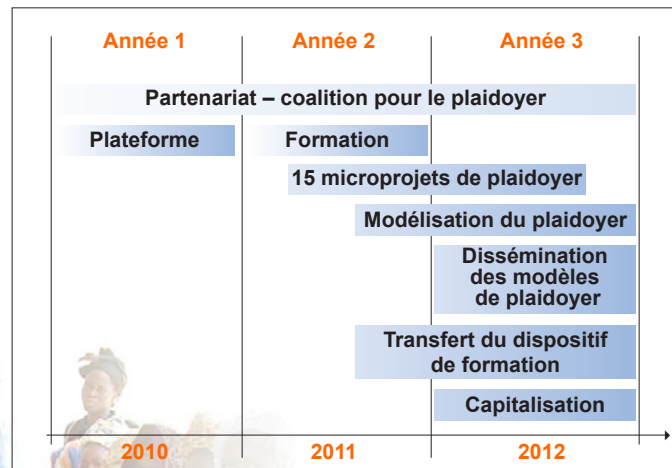 Année 1
Année 2
Année 3
Partenariat – coalition pour le plaidoyer
Plateforme
Formation
15 microprojets de plaidoyer
Modélisation du plaidoyer
Dissémination
des modèles
de plaidoyer
Transfert du dispositif
de formation
Capitalisation
2010
2011
2012